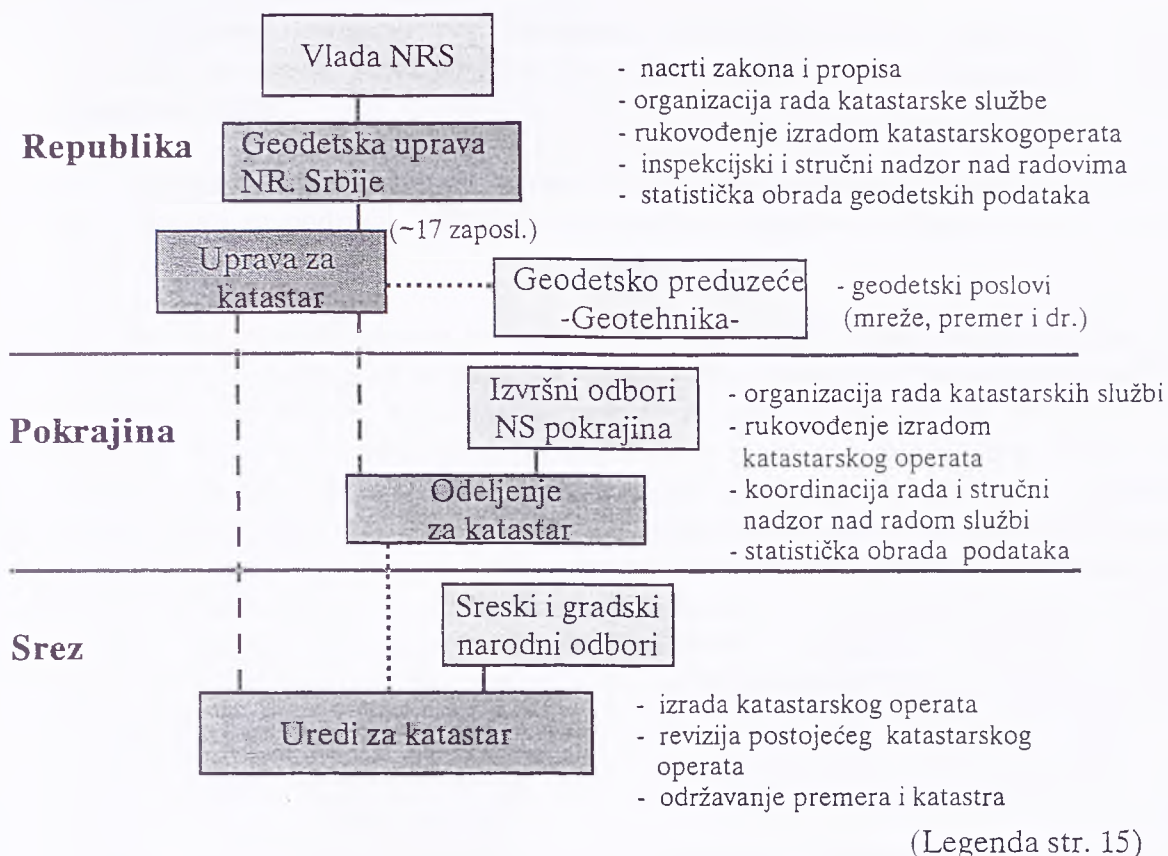 Vlada NRS
Republika
Geodetska uprava
NR. Srbije
(~17 zaposl.)
Uprava za
katastar
Geodetsko preduzeće
-Geotehnika-
- nacrti zakona i propisa
- organizacija rada katastarske službe
- rukovođenje izradom katastarskogoperata
- inspekcijski i stručni nadzor nad radovima
- statistička obrada geodetskih podataka
- geodetski poslovi
(mreže, premer i dr.)
Pokrajina
Izvršni odbori
NS pokrajina
Odeljenje
za katastar
- organizacija rada katastarskih službi
- rukovođenje izradom
katastarskog operata
- koordinacija rada i stručni
nadzor nad radom službi
- statistička obrada podataka
Srez
Sreski i gradski
narodni odbori
Uredi za katastar
- izrada katastarskog operata
- revizija postojećeg katastarskog
operata
- održavanje premera i katastra
(Legenda str. 15)